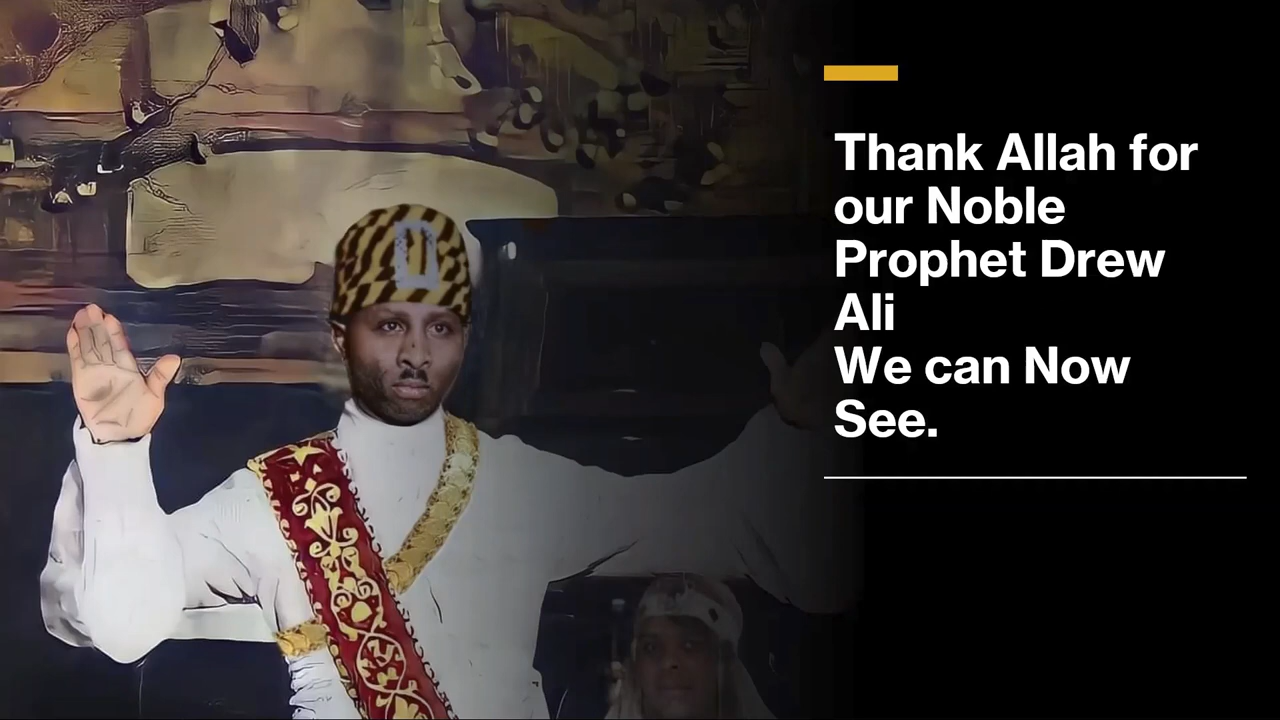 Thank Allah for
our Noble
Prophet Drew
Ali
We can Now
See.